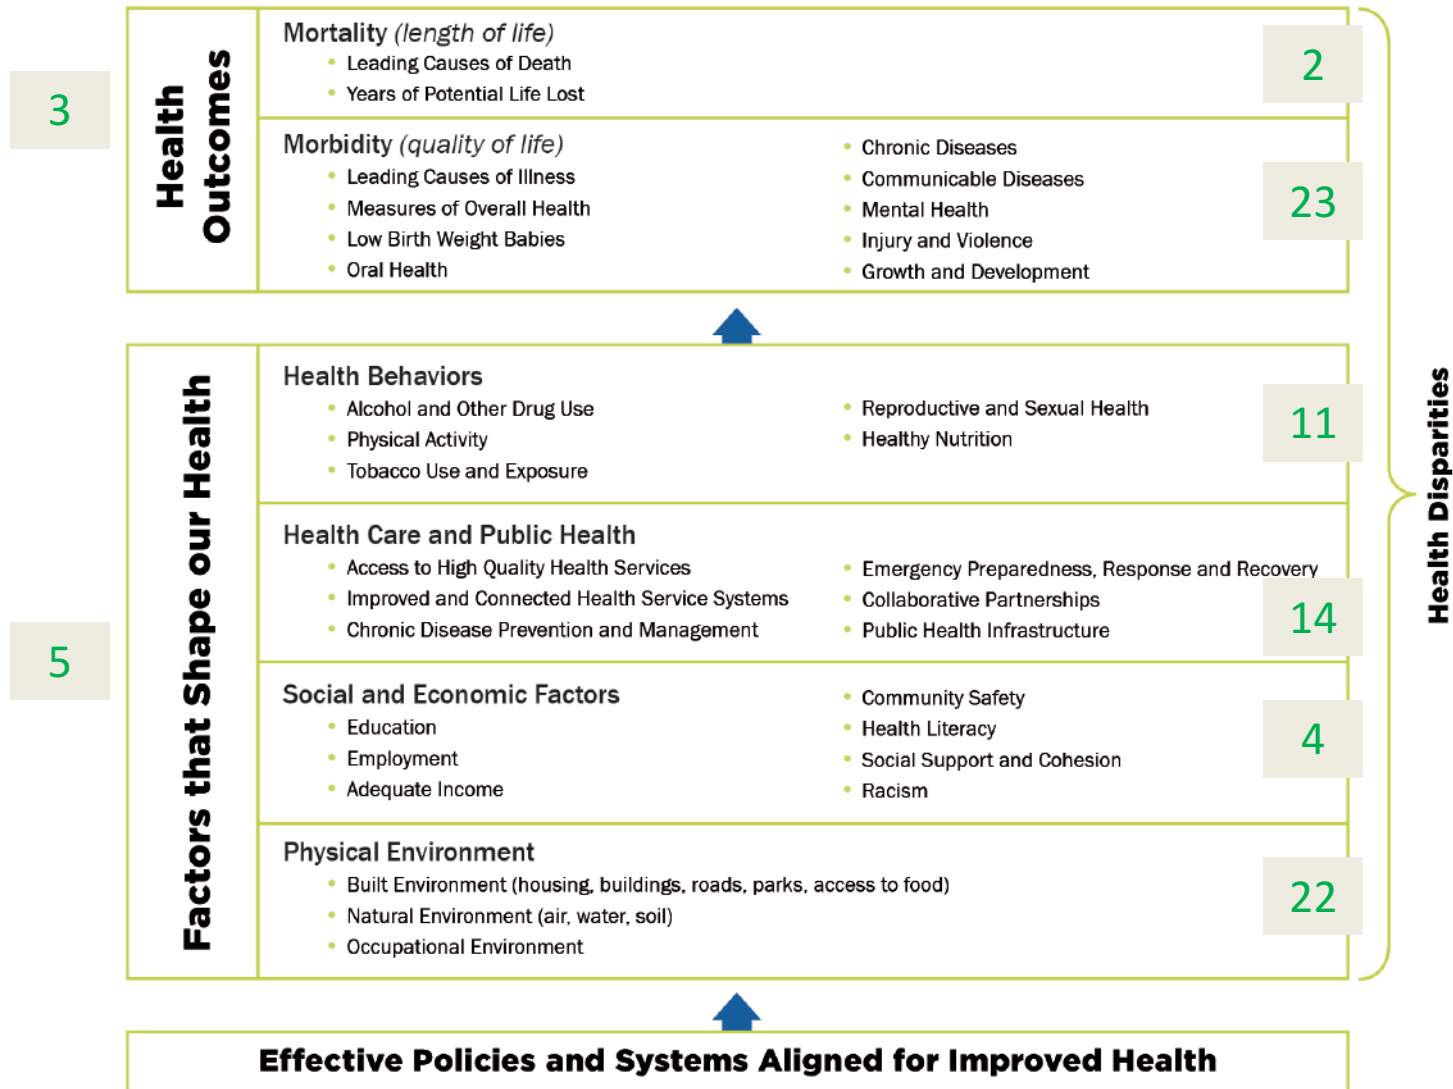 3
Health
Outcomes
Mortality (length of life)
• Leading Causes of Death
• Years of Potential Life Lost
2
Morbidity (quality of life)
• Leading Causes of Illness
• Measures of Overall Health
• Low Birth Weight Babies
• Oral Health
• Chronic Diseases
• Communicable Diseases
• Mental Health
• Injury and Violence
• Growth and Development
23
5
Factors that Shape our Health
Health Behaviors
• Alcohol and Other Drug Use
• Physical Activity
• Tobacco Use and Exposure
• Reproductive and Sexual Health
• Healthy Nutrition
11
Health Care and Public Health
• Access to High Quality Health Services
• Improved and Connected Health Service Systems
• Chronic Disease Prevention and Management
• Emergency Preparedness, Response and Recovery
• Collaborative Partnerships
• Public Health Infrastructure
14
Social and Economic Factors
• Education
• Employment
• Adequate Income
• Community Safety
• Health Literacy
• Social Support and Cohesion
• Racism
4
Physical Environment
• Built Environment (housing, buildings, roads, parks, access to food)
• Natural Environment (air, water, soil)
• Occupational Environment
22
Health Disparities
Effective Policies and Systems Aligned for Improved Health